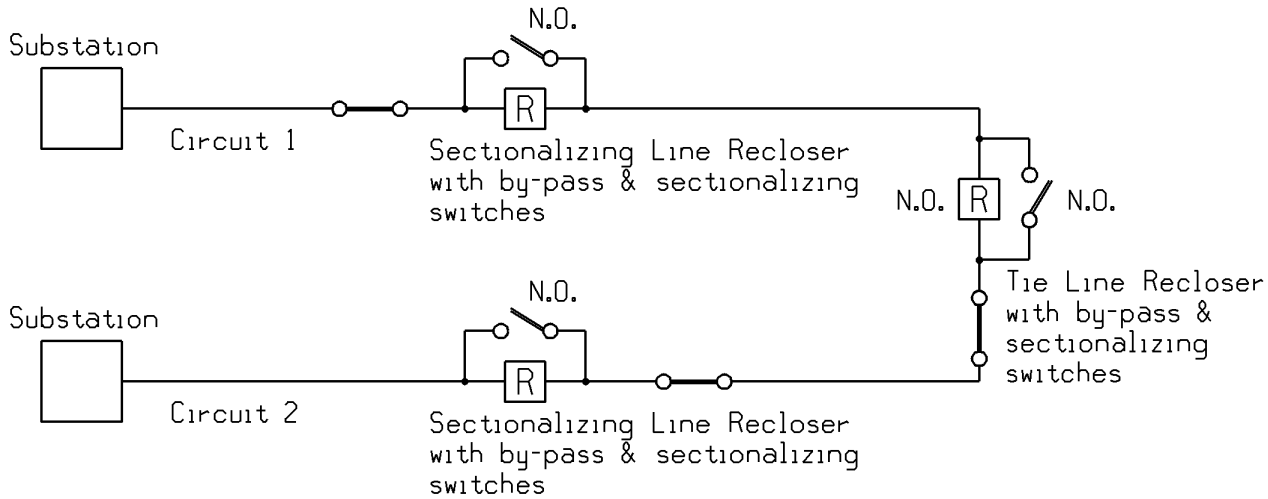 N.O.
Substation
R
Circuit 1
Sectionalizing Line Recloser
with by-pass & sectionalizing
switches
N.O.
R
N.O.
Tie Line Recloser
with by-pass &
sectionalizing
switches
N.O.
Substation
R
Circuit 2
Sectionalizing Line Recloser
with by-pass & sectionalizing
switches